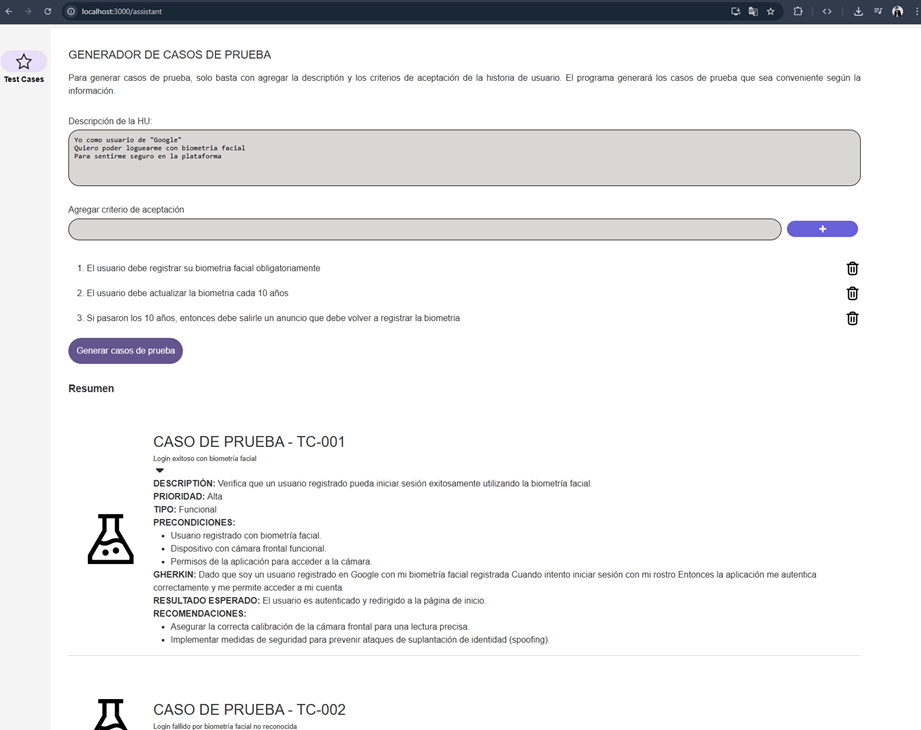 localhost:3000/assistant
Test Cases
GENERADOR DE CASOS DE PRUEBA
Para generar casos de prueba, solo basta con agregar la descriptión y los criterios de aceptación de la historia de usuario. El programa generará los casos de prueba que sea conveniente según la
información.
Descripción de la HU:
Yo como usuario de "Google"
Quiero poder loguearme con biometria facial
Para sentirme seguro en la plataforma
Agregar criterio de aceptación
+
1. El usuario debe registrar su biometria facial obligatoriamente
2. El usuario debe actualizar la biometria cada 10 años
3. Si pasaron los 10 años, entonces debe salirle un anuncio que debe volver a registrar la biometria
Generar casos de prueba
Resumen
CASO DE PRUEBA - TC-001
Login exitoso con biometría facial
DESCRIPTIÓN: Verifica que un usuario registrado pueda iniciar sesión exitosamente utilizando la biometría facial.
PRIORIDAD: Alta
TIPO: Funcional
PRECONDICIONES:
• Usuario registrado con biometría facial.
• Dispositivo con cámara frontal funcional.
• Permisos de la aplicación para acceder a la cámara.
GHERKIN: Dado que soy un usuario registrado en Google con mi biometría facial registrada Cuando intento iniciar sesión con mi rostro Entonces la aplicación me autentica
correctamente y me permite acceder a mi cuenta
RESULTADO ESPERADO: El usuario es autenticado y redirigido a la página de inicio.
RECOMENDACIONES:
• Asegurar la correcta calibración de la cámara frontal para una lectura precisa.
• Implementar medidas de seguridad para prevenir ataques de suplantación de identidad (spoofing).
CASO DE PRUEBA - TC-002
Login fallido por biometría facial no reconocida